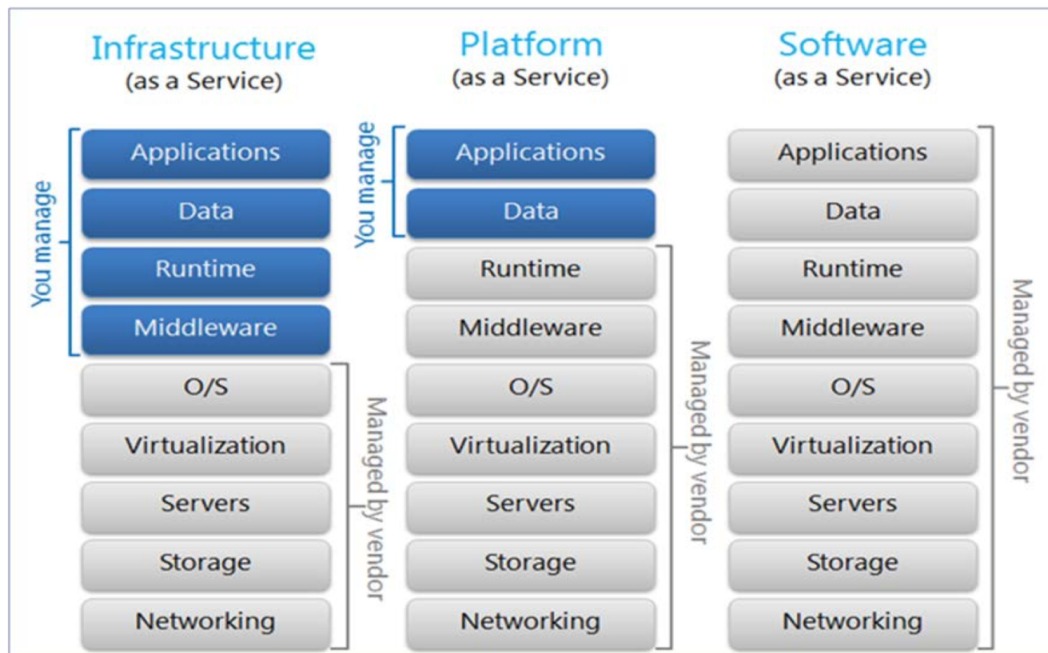 Infrastructure
(as a Service)
You manage
Applications
Data
Runtime
Middleware
O/S
Virtualization
Servers
Storage
Networking
Managed by vendor
Platform
(as a Service)
You manage
Applications
Data
Runtime
Middleware
O/S
Virtualization
Servers
Storage
Networking
Managed by vendor
Software
(as a Service)
Applications
Data
Runtime
Middleware
O/S
Virtualization
Servers
Storage
Networking
Managed by vendor